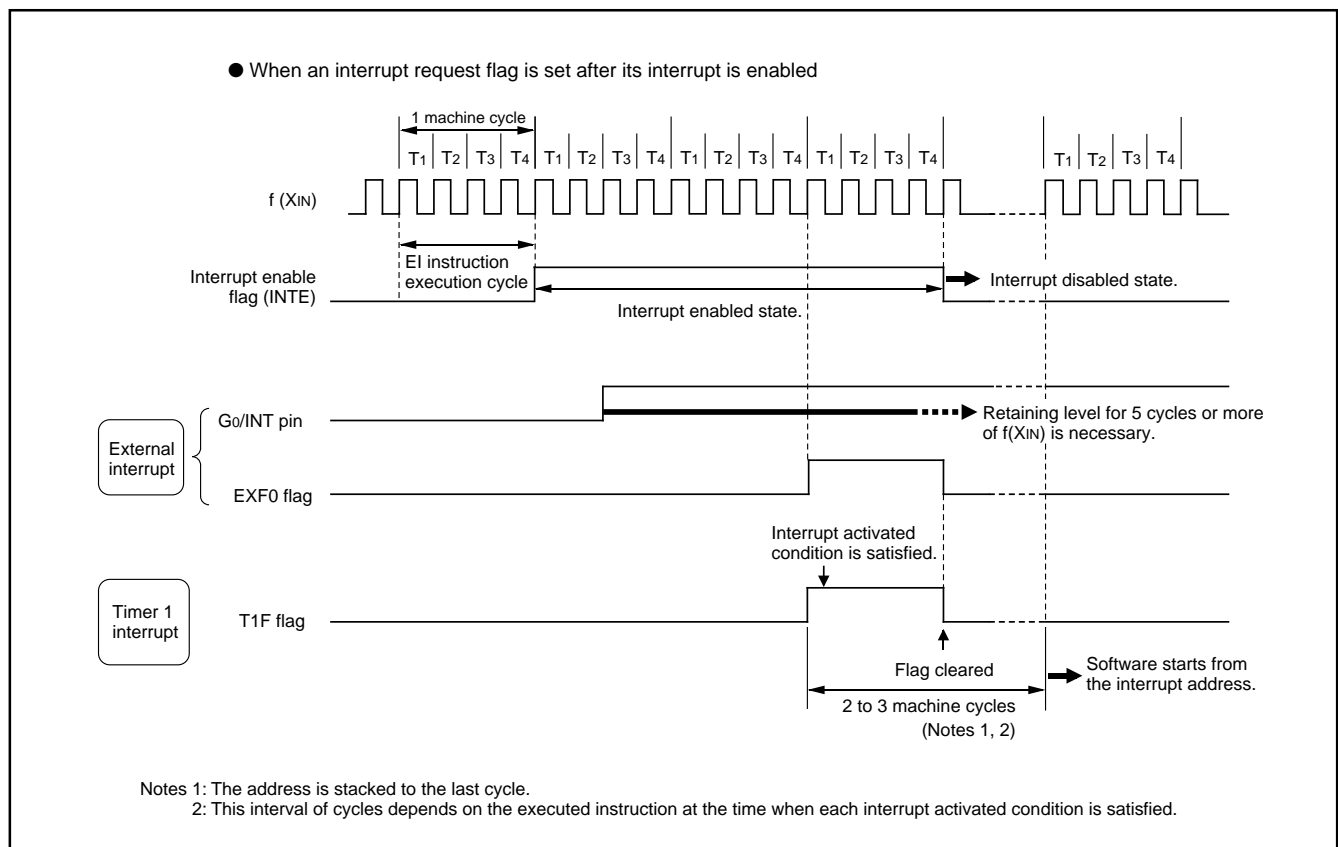 ● When an interrupt request flag is set after its interrupt is enabled
1 machine cycle
T1 T2 T3 T4 T1 T2 T3 T4 T1 T2 T3 T4 T1 T2 T3 T4 T1 T2 T3 T4
f (XIN)
Interrupt enable
flag (INTE)
EI instruction
execution cycle
Interrupt enabled state.
Interrupt disabled state.
External
interrupt
G0/INT pin
Retaining level for 5 cycles or more
of f(XIN) is necessary.
EXF0 flag
Interrupt activated
condition is satisfied.
Timer 1
interrupt
T1F flag
Flag cleared
Software starts from
the interrupt address.
2 to 3 machine cycles
(Notes 1, 2)
Notes 1: The address is stacked to the last cycle.
2: This interval of cycles depends on the executed instruction at the time when each interrupt activated condition is satisfied.